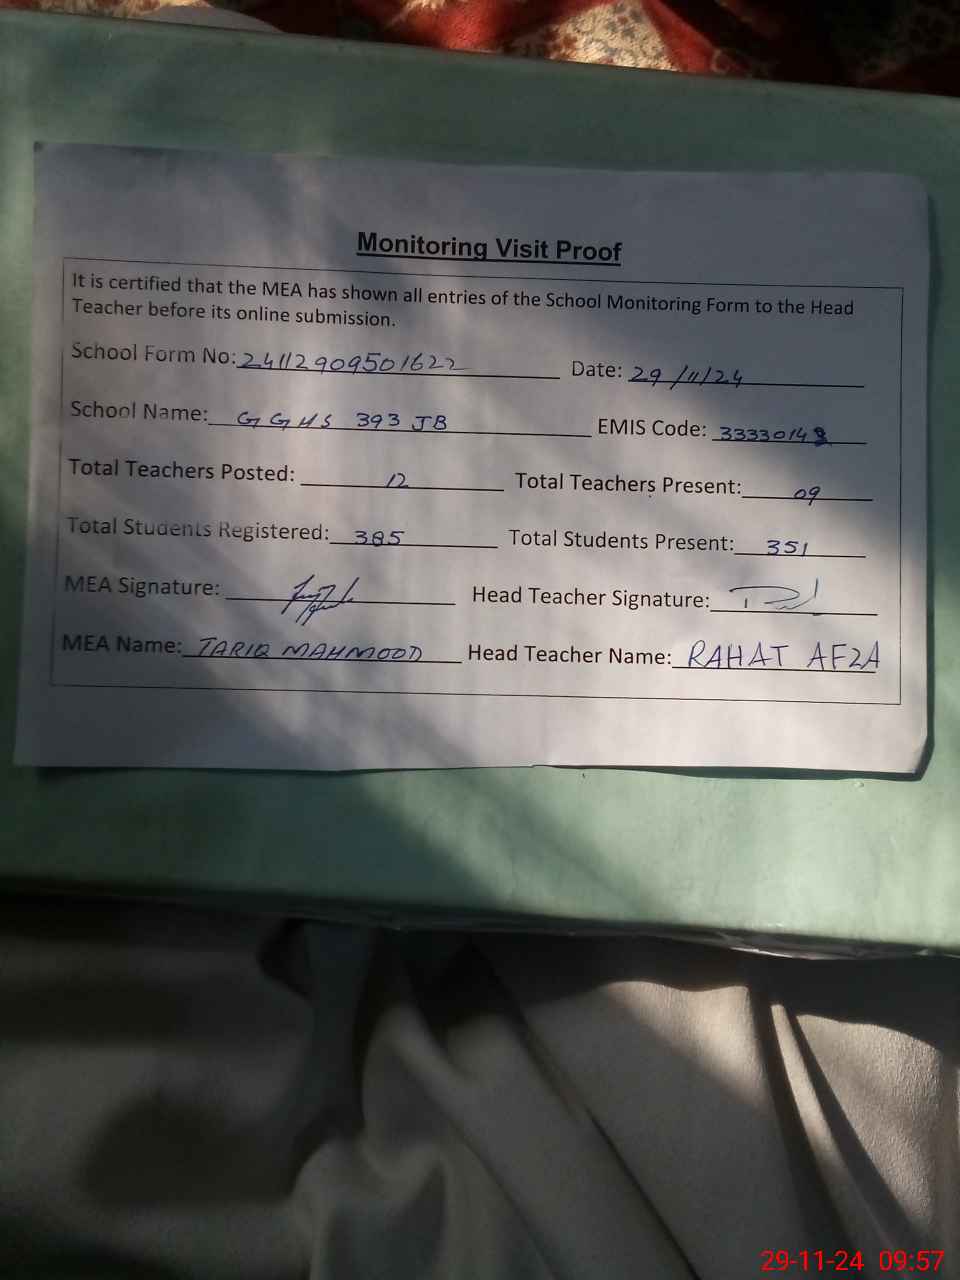 Monitoring Visit Proof
It is certified that the MEA has shown all entries of the School Monitoring Form to the Head
Teacher before its online submission.
School Form No: 24112909501622 Date: 29/11/24
School Name: GGHS 393 JB EMIS Code: 3333014
Total Teachers Posted: 12 Total Teachers Present: 09
Total Students Registered: 385 Total Students Present: 351
MEA Signature: Head Teacher Signature:
MEA Name: TARIQ MAHMOOD Head Teacher Name: RAHAT AFZA
29-11-24 09:57